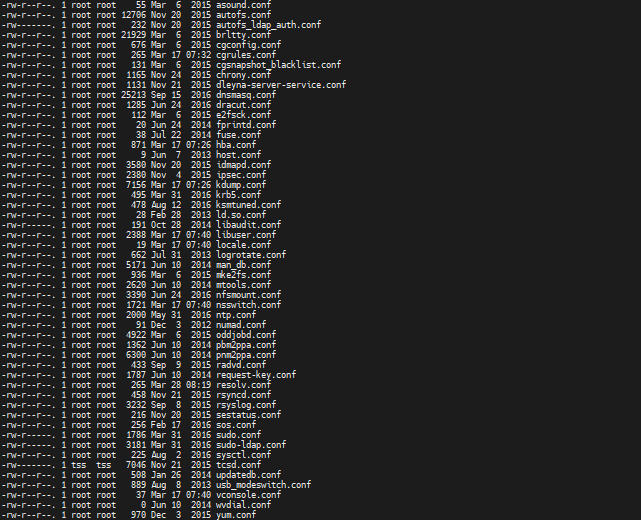 -rw-r--r--. 1 root root    55 Mar  6  2015 asound.conf
-rw-r--r--. 1 root root 12706 Nov 20  2015 autofs.conf
-rw-------. 1 root root   232 Nov 20  2015 autofs_ldap_auth.conf
-rw-r--r--. 1 root root 21929 Mar  6  2015 brltty.conf
-rw-r--r--. 1 root root   676 Mar  6  2015 cgconfig.conf
-rw-r--r--. 1 root root   265 Mar 17 07:32 cgrules.conf
-rw-r--r--. 1 root root   131 Mar  6  2015 cgsnapshot_blacklist.conf
-rw-r--r--. 1 root root  1165 Nov 24  2015 chrony.conf
-rw-r--r--. 1 root root  1131 Nov 21  2015 dleyna-server-service.conf
-rw-r--r--. 1 root root 25213 Sep 15  2016 dnsmasq.conf
-rw-r--r--. 1 root root  1285 Jun 24  2016 dracut.conf
-rw-r--r--. 1 root root   112 Mar  6  2015 e2fsck.conf
-rw-r--r--. 1 root root    20 Jun 24  2014 fprintd.conf
-rw-r--r--. 1 root root    38 Jul 22  2014 fuse.conf
-rw-r--r--. 1 root root   871 Mar 17 07:26 hba.conf
-rw-r--r--. 1 root root     9 Jun  7  2013 host.conf
-rw-r--r--. 1 root root  3580 Nov 20  2015 idmapd.conf
-rw-r--r--. 1 root root  2380 Nov  4  2015 ipsec.conf
-rw-r--r--. 1 root root  7156 Mar 17 07:26 kdump.conf
-rw-r--r--. 1 root root   495 Mar 31  2016 krb5.conf
-rw-r--r--. 1 root root   478 Aug 12  2016 ksmtuned.conf
-rw-r--r--. 1 root root    28 Feb 28  2013 ld.so.conf
-rw-r-----. 1 root root   191 Oct 28  2014 libaudit.conf
-rw-r--r--. 1 root root  2388 Mar 17 07:40 libuser.conf
-rw-r--r--. 1 root root    19 Mar 17 07:40 locale.conf
-rw-r--r--. 1 root root   662 Jul 31  2013 logrotate.conf
-rw-r--r--. 1 root root  5171 Jun 10  2014 man_db.conf
-rw-r--r--. 1 root root   936 Mar  6  2015 mke2fs.conf
-rw-r--r--. 1 root root  2620 Jun 10  2014 mtools.conf
-rw-r--r--. 1 root root  3390 Jun 24  2016 nfsmount.conf
-rw-r--r--. 1 root root  1721 Mar 17 07:40 nsswitch.conf
-rw-r--r--. 1 root root  2000 May 31  2016 ntp.conf
-rw-r--r--. 1 root root    91 Dec  3  2012 numad.conf
-rw-r--r--. 1 root root  4922 Mar  6  2015 oddjobd.conf
-rw-r--r--. 1 root root  1362 Jun 10  2014 pbm2ppa.conf
-rw-r--r--. 1 root root  6300 Jun 10  2014 pnm2ppa.conf
-rw-r--r--. 1 root root   433 Sep  9  2015 radvd.conf
-rw-r--r--. 1 root root  1787 Jun 10  2014 request-key.conf
-rw-r--r--. 1 root root   265 Mar 28 08:19 resolv.conf
-rw-r--r--. 1 root root   458 Nov 21  2015 rsyncd.conf
-rw-r--r--. 1 root root  3232 Sep  8  2015 rsyslog.conf
-rw-r--r--. 1 root root   216 Nov 20  2015 sestatus.conf
-rw-r--r--. 1 root root   256 Feb 17  2016 sos.conf
-rw-r-----. 1 root root  1786 Mar 31  2016 sudo.conf
-rw-r-----. 1 root root  3181 Mar 31  2016 sudo-ldap.conf
-rw-r--r--. 1 root root   225 Aug  2  2016 sysctl.conf
-rw-------. 1 tss  tss   7046 Nov 21  2015 tcsd.conf
-rw-r--r--. 1 root root   508 Jan 26  2014 updatedb.conf
-rw-r--r--. 1 root root   889 Aug  8  2013 usb_modeswitch.conf
-rw-r--r--. 1 root root    37 Mar 17 07:40 vconsole.conf
-rw-r--r--. 1 root root     0 Jun 10  2014 wvdial.conf
-rw-r--r--. 1 root root   970 Dec  3  2015 yum.conf